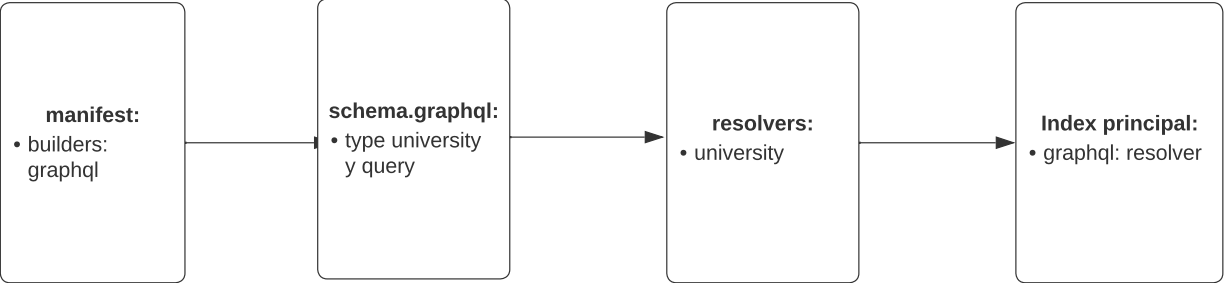 manifest:
• builders:
graphql
schema.graphql:
• type university
y query
resolvers:
• university
Index principal:
• graphql: resolver